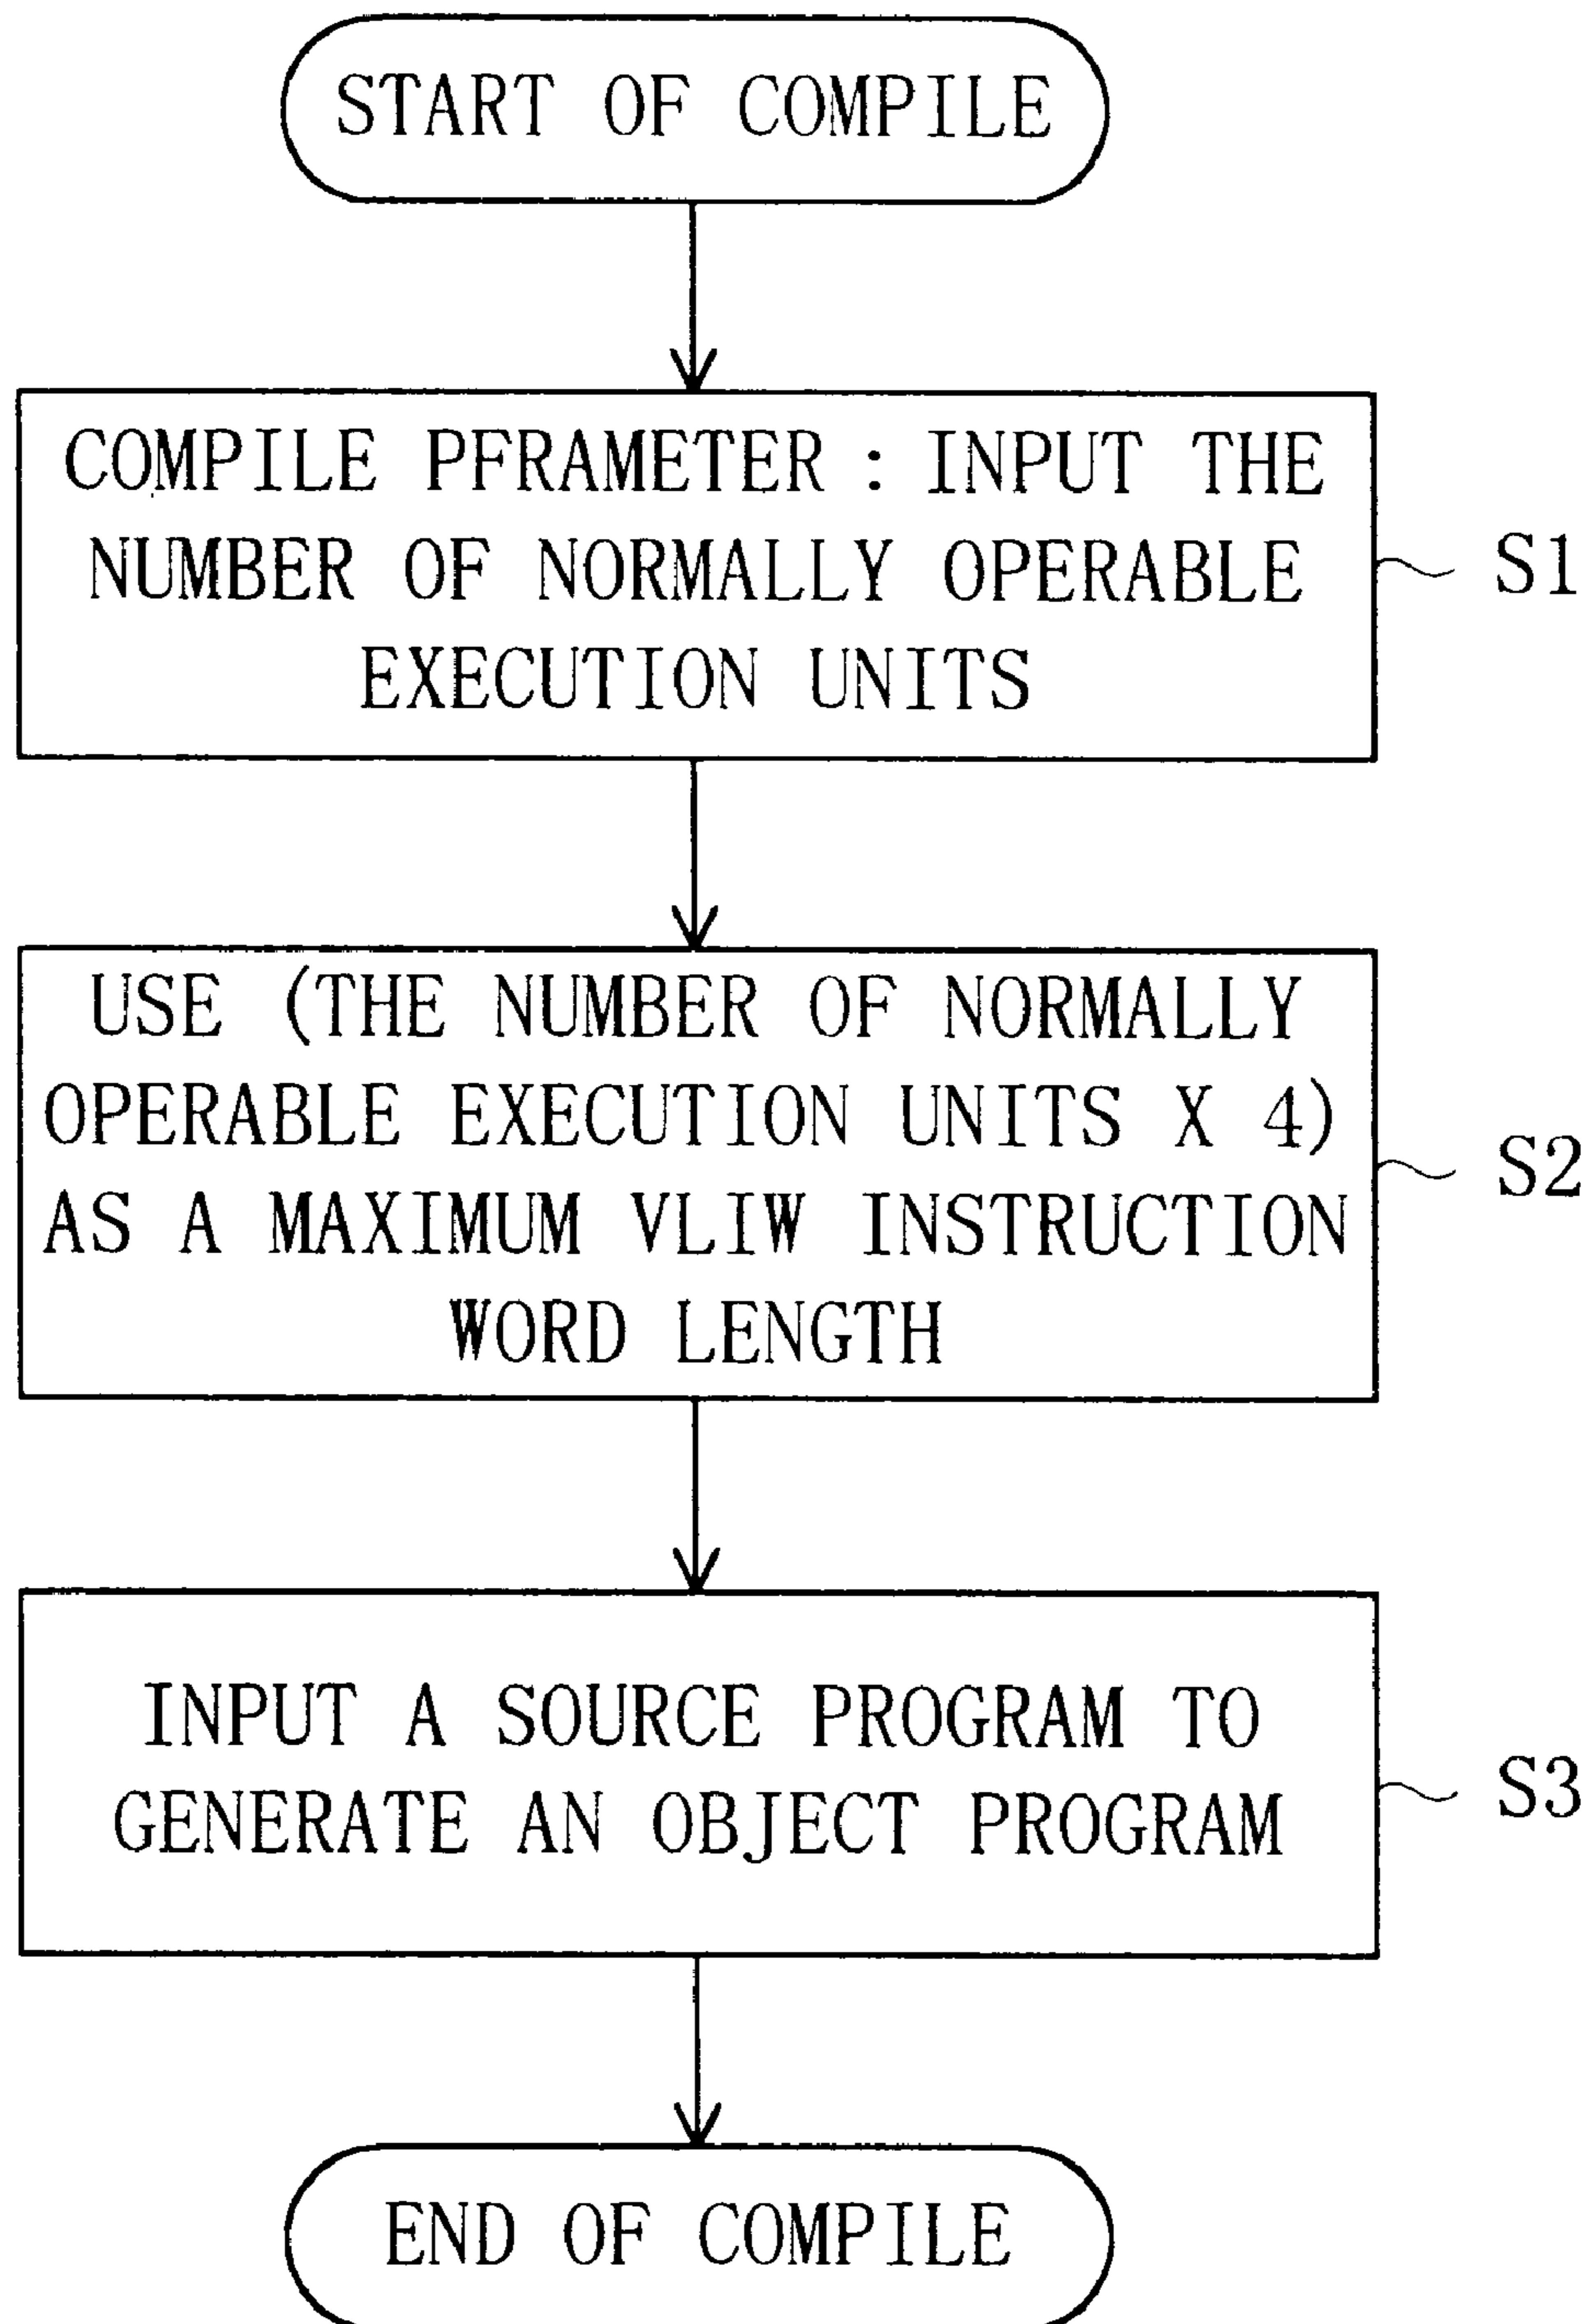 START OF COMPILE
COMPILE PFRAMETER : INPUT THE
NUMBER OF NORMALLY OPERABLE
EXECUTION UNITS
S1
USE (THE NUMBER OF NORMALLY
OPERABLE EXECUTION UNITS X 4)
AS A MAXIMUM VLIW INSTRUCTION
WORD LENGTH
S2
INPUT A SOURCE PROGRAM TO
GENERATE AN OBJECT PROGRAM
S3
END OF COMPILE